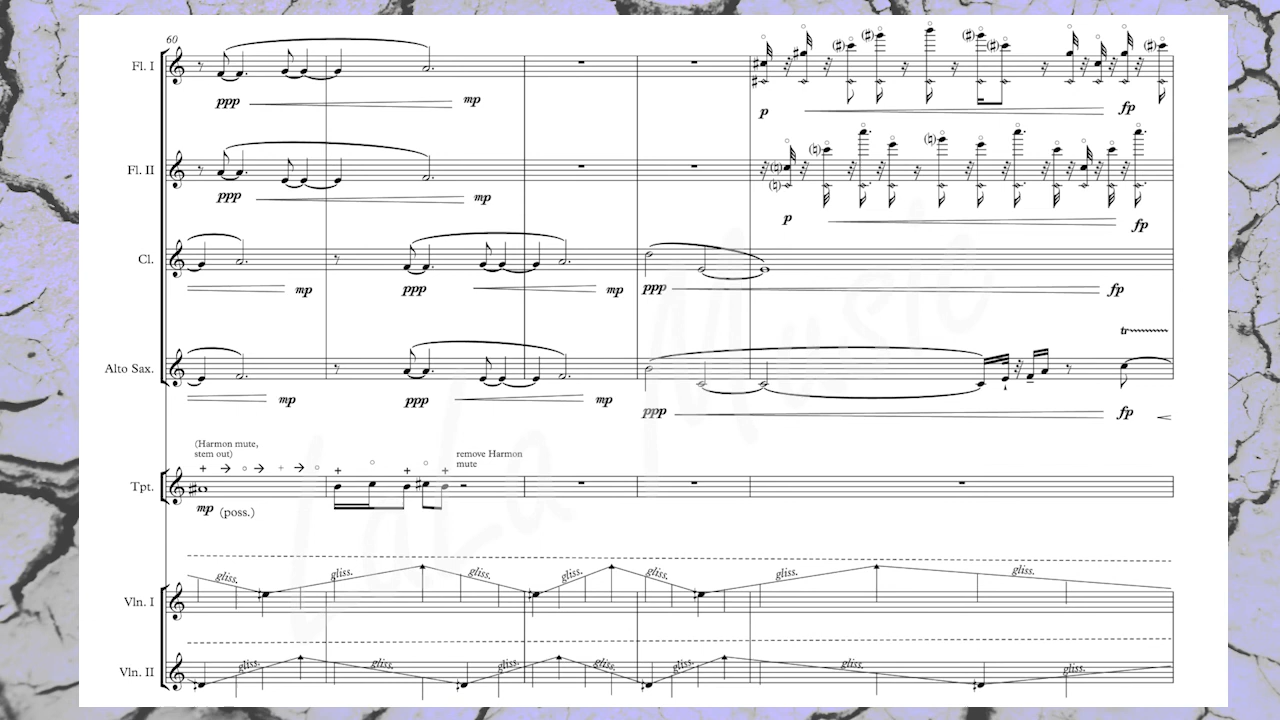 60
Fl. I
ppp mp p fp
Fl. II
ppp mp p fp
Cl.
mp ppp mp ppp fp
tr
Alto Sax.
mp ppp mp ppp fp
(Harmon mute,
stem out)
remove Harmon
mute
Tpt.
mp (poss.)
gliss. gliss. gliss. gliss. gliss. gliss. gliss.
Vln. I
gliss. gliss. gliss. gliss. gliss. gliss. gliss.
Vln. II
LaLa Music